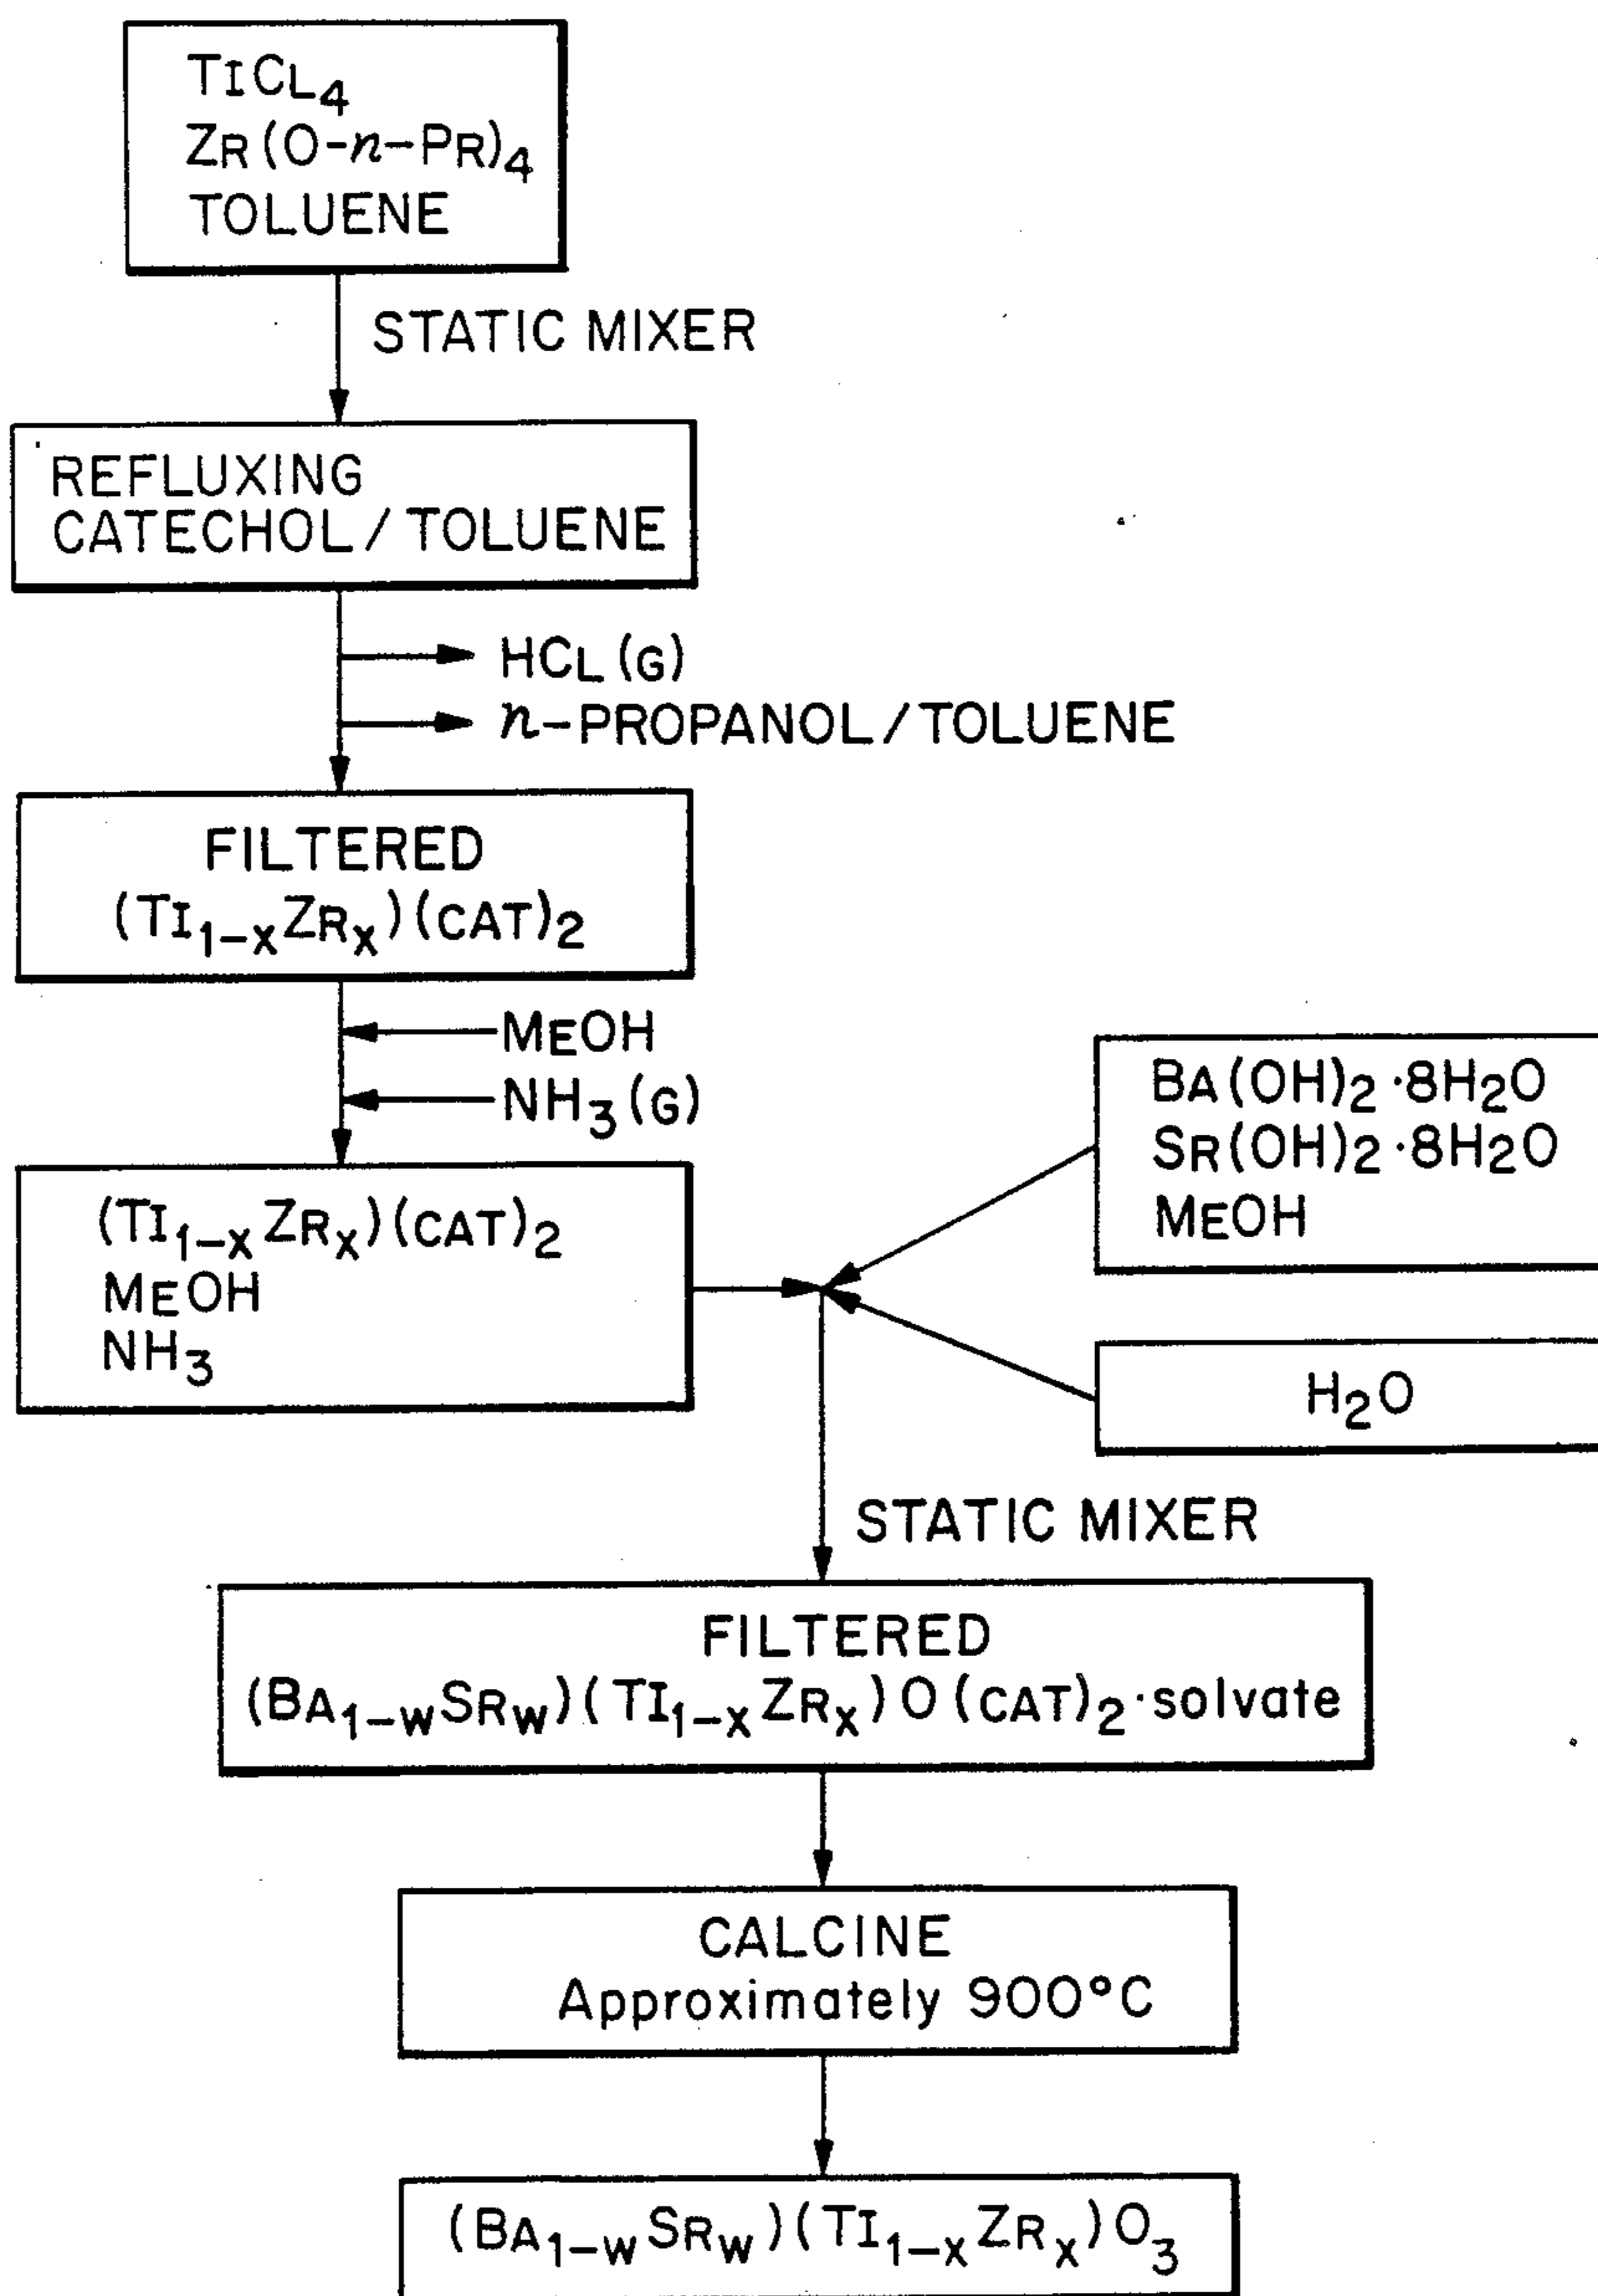 TICL4
ZR(O-n-PR)4
TOLUENE
STATIC MIXER
REFLUXING
CATECHOL/TOLUENE
HCL(G)
n-PROPANOL/TOLUENE
FILTERED
(TI1-XZRX)(CAT)2
MEOH
NH3(G)
(TI1-XZRX)(CAT)2
MEOH
NH3
BA(OH)2·8H2O
SR(OH)2·8H2O
MEOH
H2O
STATIC MIXER
FILTERED
(BA1-WSRW)(TI1-XZRX)O(CAT)2·solvate
CALCINE
Approximately 900°C
(BA1-WSRW)(TI1-XZRX)O3